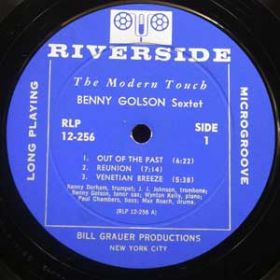 RIVERSIDE
The Modern Touch
BENNY GOLSON Sextet
LONG PLAYING
MICROGROOVE
RLP
12-256
SIDE
1
1. OUT OF THE PAST (6:22)
2. REUNION (7:14)
3. VENETIAN BREEZE (5:38)
Kenny Dorham, trumpet; J. J. Johnson, trombone;
Benny Golson, tenor sax; Wynton Kelly, piano;
Paul Chambers, bass; Max Roach, drums.
(RLP 12-256 A)
BILL GRAUER PRODUCTIONS
NEW YORK CITY